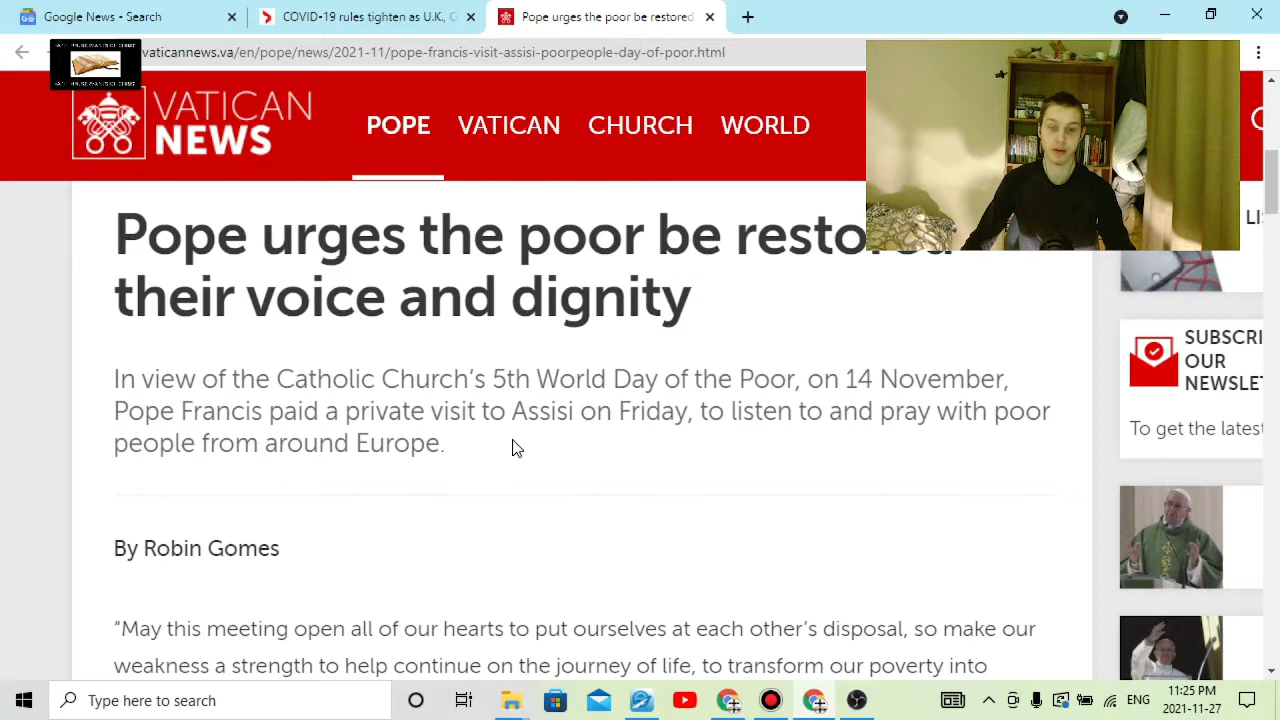 Google News - Search
COVID-19 rules tighten as U.K., G
Pope urges the poor be restored
vaticannews.va/en/pope/news/2021-11/pope-francis-visit-assisi-poorpeople-day-of-poor.html
VATICAN
NEWS
POPE VATICAN CHURCH WORLD
Pope urges the poor be restored
their voice and dignity
In view of the Catholic Church’s 5th World Day of the Poor, on 14 November,
Pope Francis paid a private visit to Assisi on Friday, to listen to and pray with poor
people from around Europe.
By Robin Gomes
“May this meeting open all of our hearts to put ourselves at each other’s disposal, so make our
weakness a strength to help continue on the journey of life, to transform our poverty into
LI
SUBSCRI
OUR
NEWSLET
To get the latest
Type here to search
ENG
11:25 PM
2021-11-27